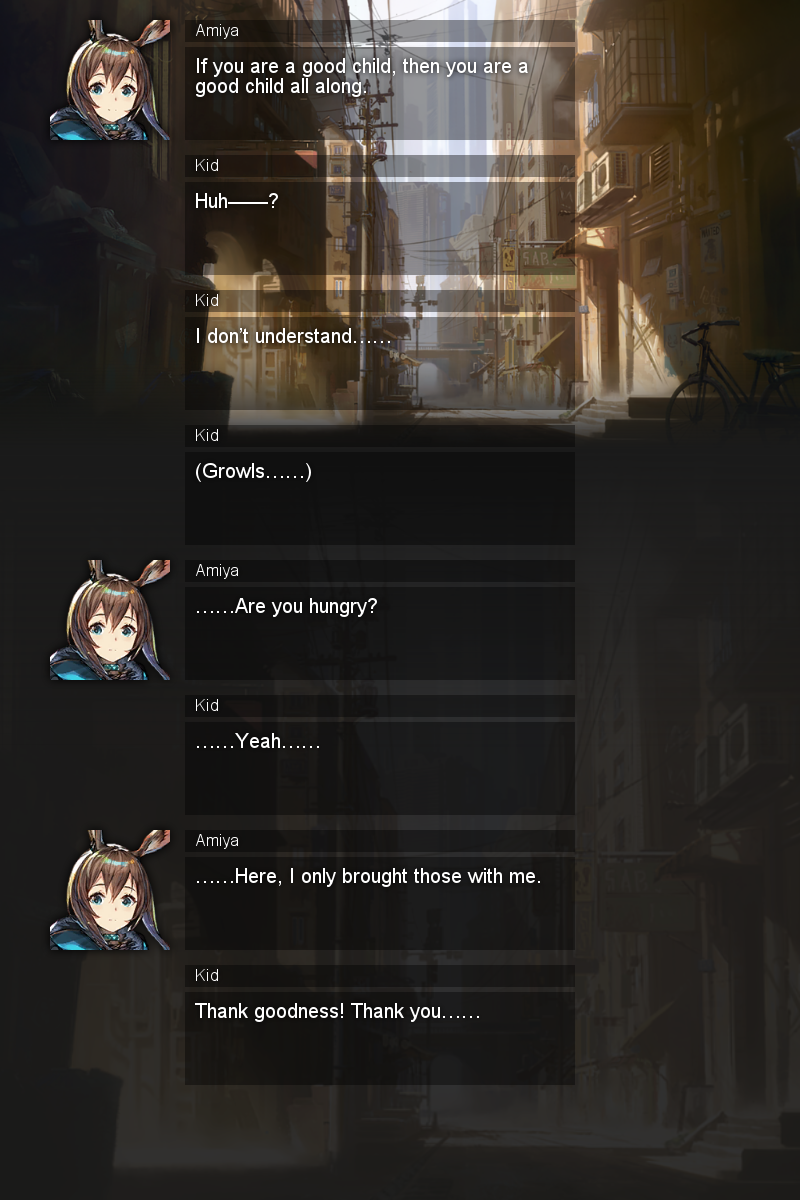 Amiya
If you are a good child, then you are a
good child all along.
Kid
Huh——?
Kid
I don't understand……
Kid
(Growls……)
Amiya
……Are you hungry?
Kid
……Yeah……
Amiya
……Here, I only brought those with me.
Kid
Thank goodness! Thank you……